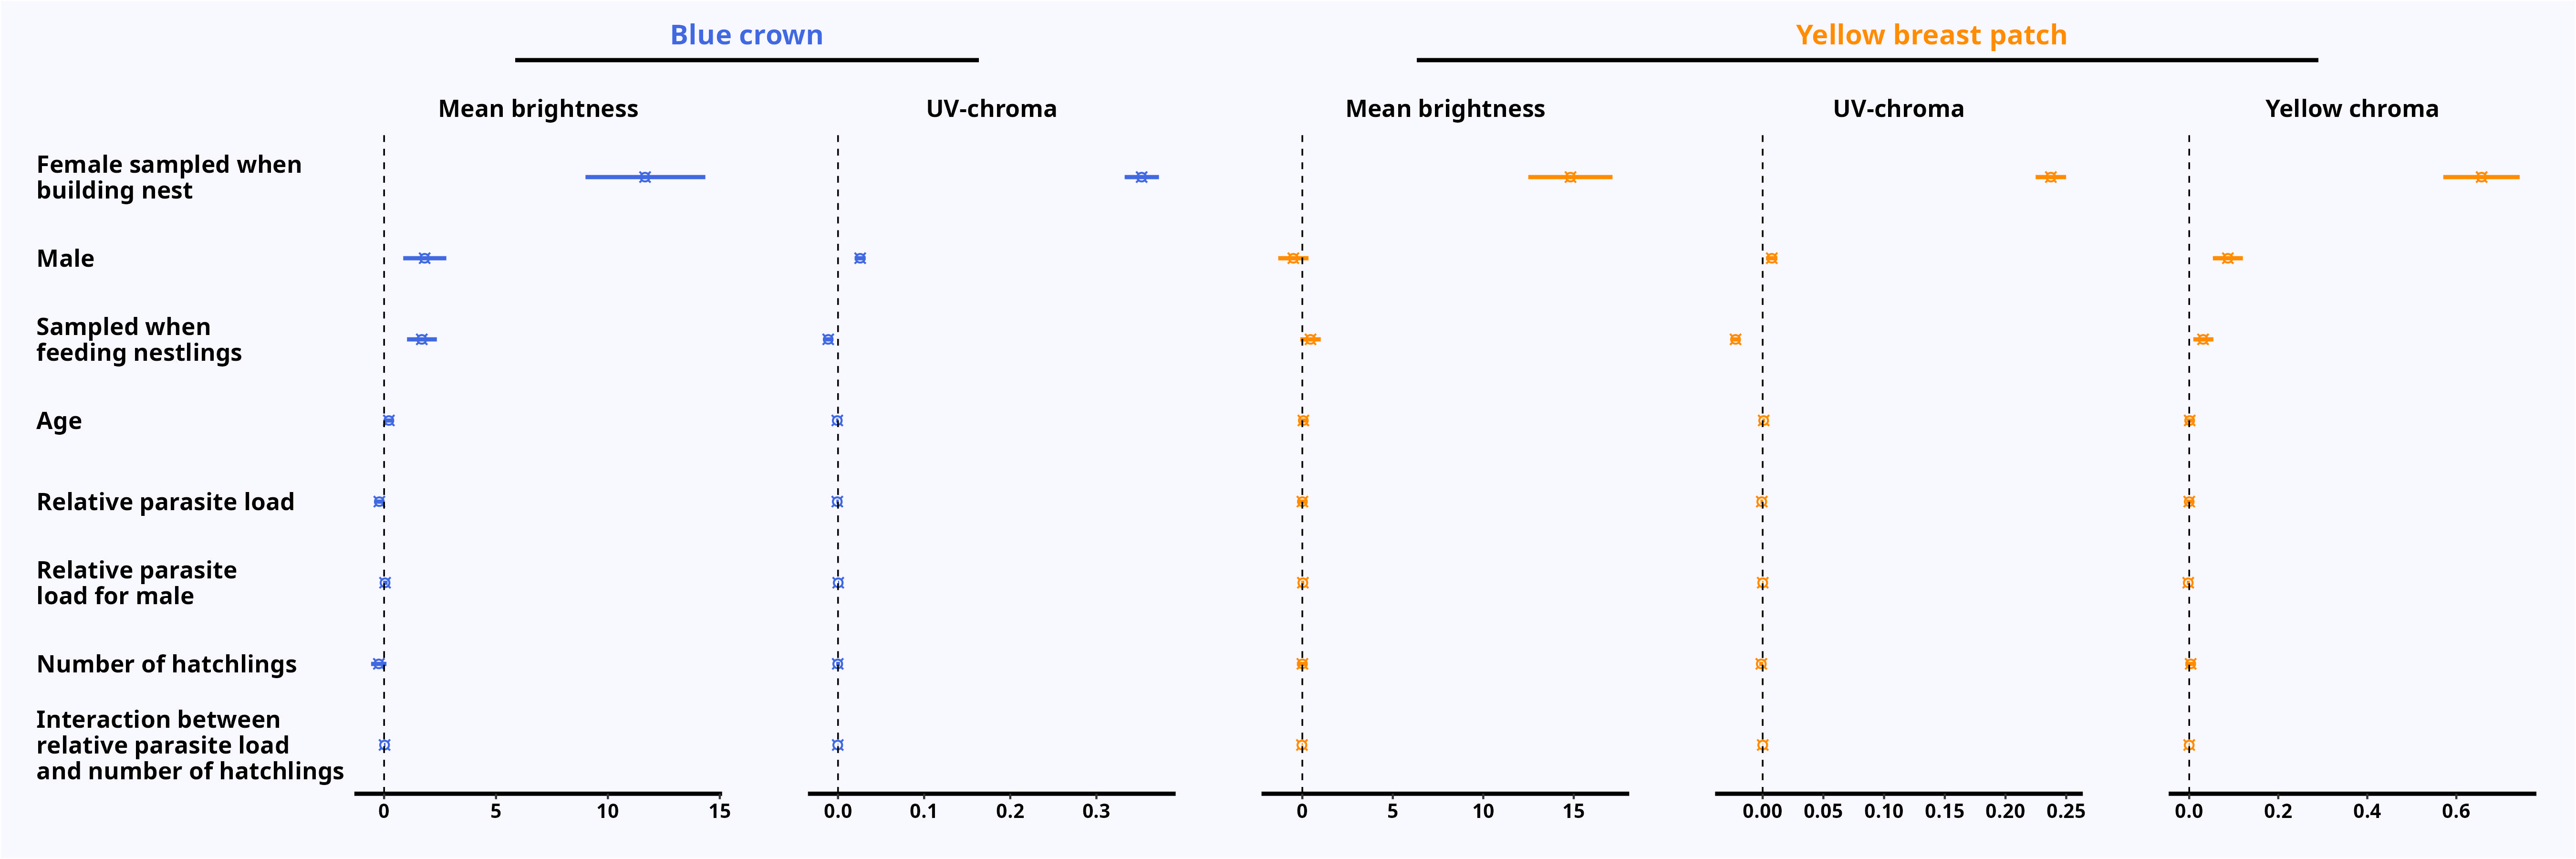 Blue crown
Yellow breast patch
Mean brightness
UV-chroma
Mean brightness
UV-chroma
Yellow chroma
Female sampled when
building nest
Male
Sampled when
feeding nestlings
Age
Relative parasite load
Relative parasite
load for male
Number of hatchlings
Interaction between
relative parasite load
and number of hatchlings
0 5 10 15
0.0 0.1 0.2 0.3
0 5 10 15
0.00 0.05 0.10 0.15 0.20 0.25
0.0 0.2 0.4 0.6